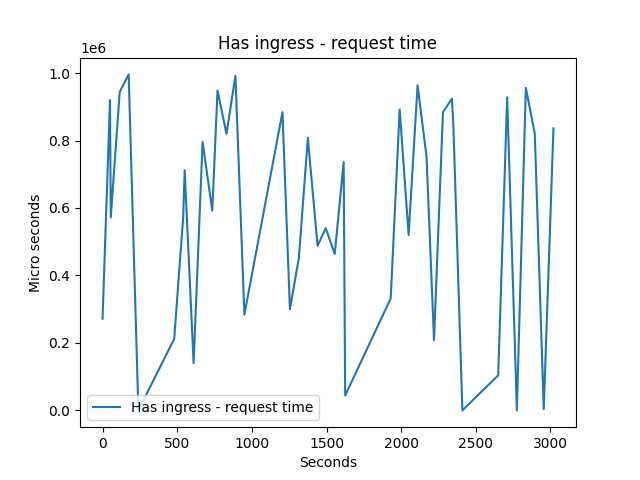 Has ingress - request time
1e6
1.0
0.8
0.6
0.4
0.2
0.0
Micro seconds
Has ingress - request time
0 500 1000 1500 2000 2500 3000
Seconds